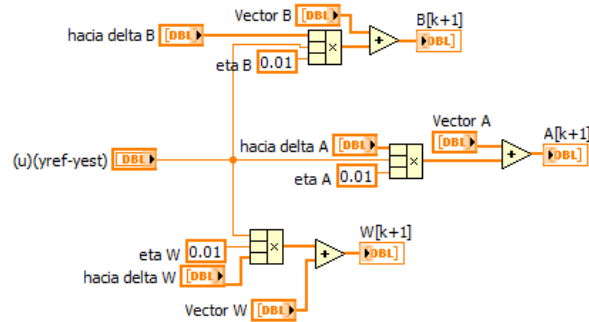 Vector B
[DBL]
B[k+1]
hacia delta B
[DBL]
[DBL]
eta B
0.01
×
+
Vector A
hacia delta A
[DBL]
[DBL]
A[k+1]
(u)(yref-yest)
DBL
×
+
[DBL]
eta A
0.01
W[k+1]
eta W
0.01
×
+
[DBL]
hacia delta W
[DBL]
Vector W
[DBL]